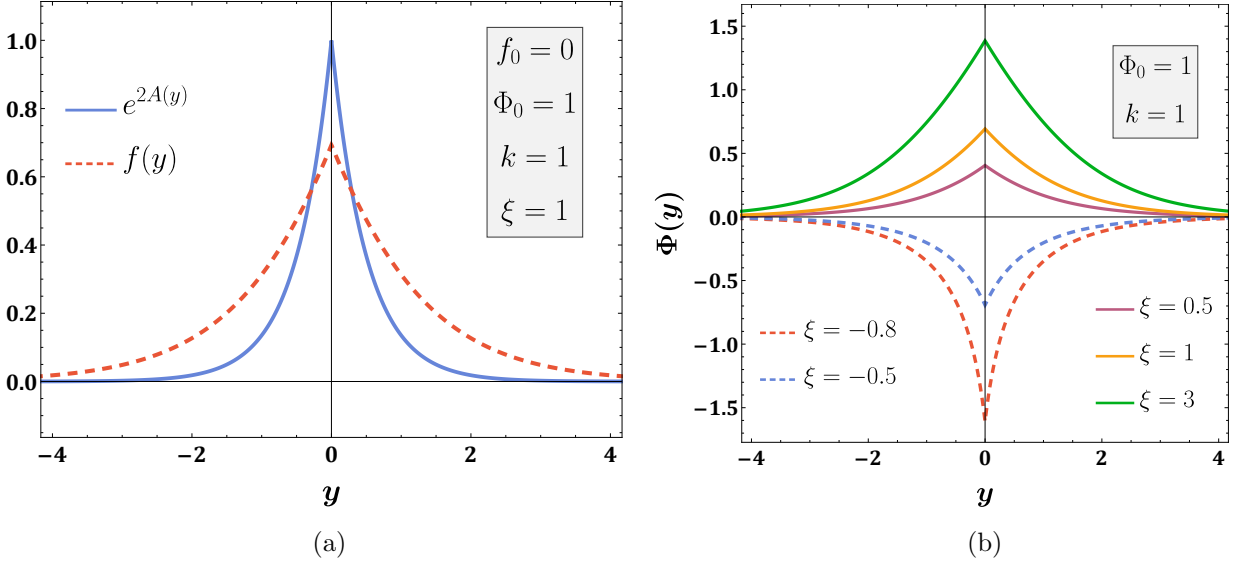 1.0
0.8
0.6
0.4
0.2
0.0
−4
−2
0
2
4
y
e^{2A(y)}
f(y)
f_0 = 0
Φ_0 = 1
k = 1
ξ = 1
(a)
1.5
1.0
0.5
0.0
−0.5
−1.0
−1.5
Φ(y)
−4
−2
0
2
4
y
Φ_0 = 1
k = 1
ξ = −0.8
ξ = −0.5
ξ = 0.5
ξ = 1
ξ = 3
(b)